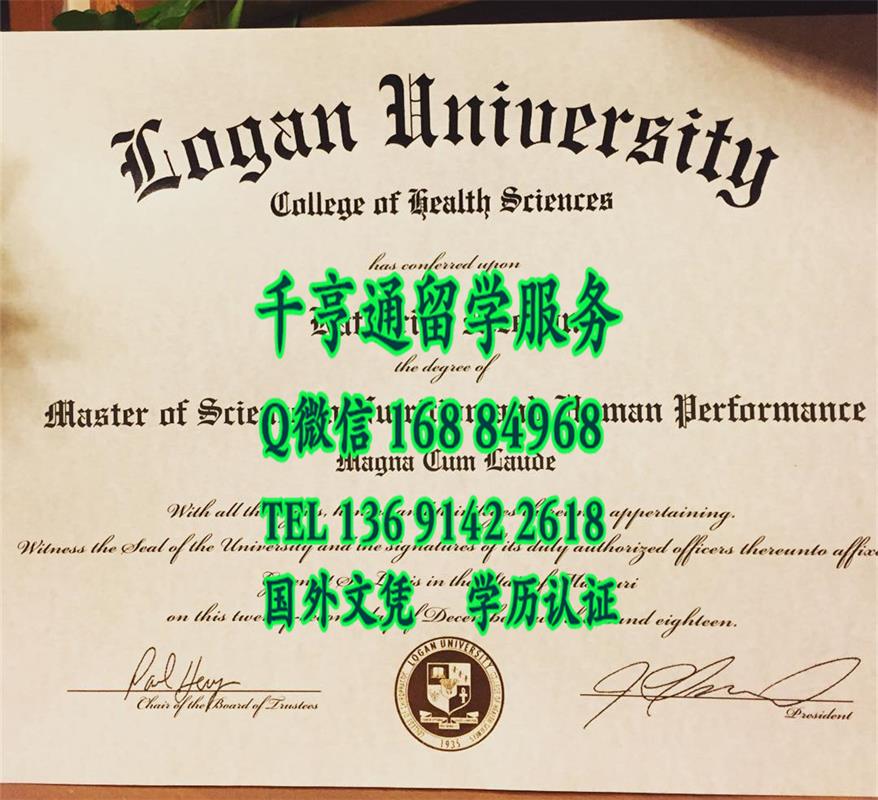 Logan University
College of Health Sciences
has conferred upon
千亨通留学服务
the degree of
Master of Human Performance
Q微信 168 84968
Magna Cum Laude
With all the appertaining.
TEL 136 9142 2618
Witness the Seal of the University and the signatures of its duly authorized officers thereunto
in the
国外文凭 学历认证
on this of eighteen.
Chair of the Board of Trustees
President
LOGAN UNIVERSITY
1935